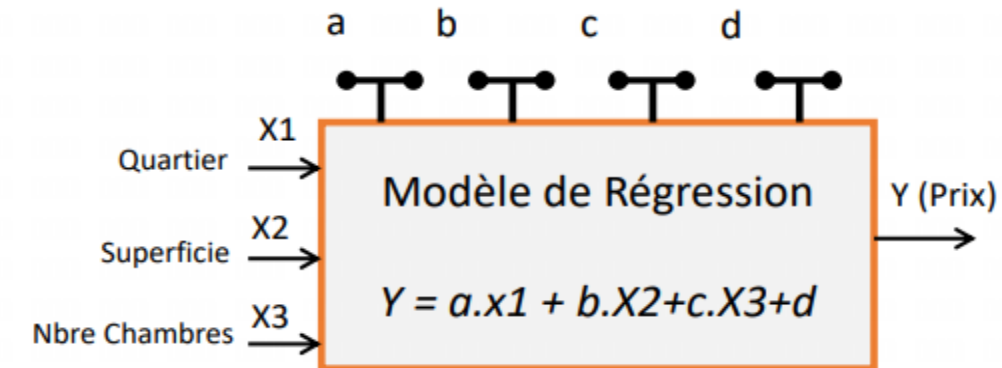 a b c d
X1
Quartier
Modèle de Régression
Y (Prix)
X2
Superficie
Y = a.x1 + b.X2+c.X3+d
X3
Nbre Chambres